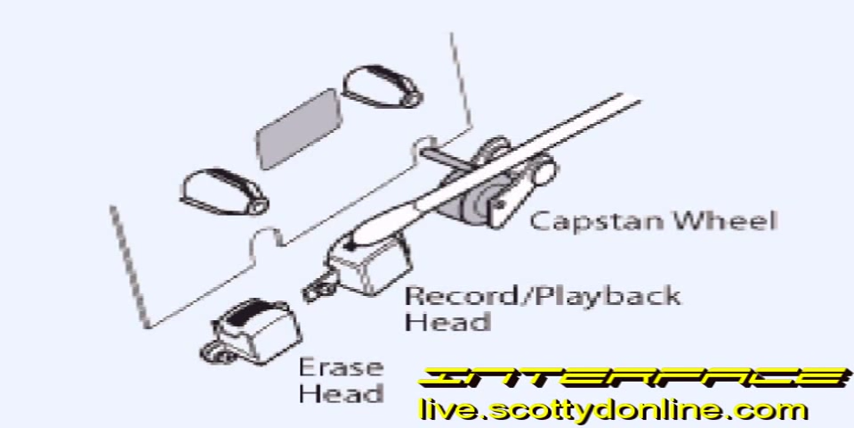 Capstan Wheel
Record/Playback
Head
Erase
Head
INTERFACE
live.scottydonline.com